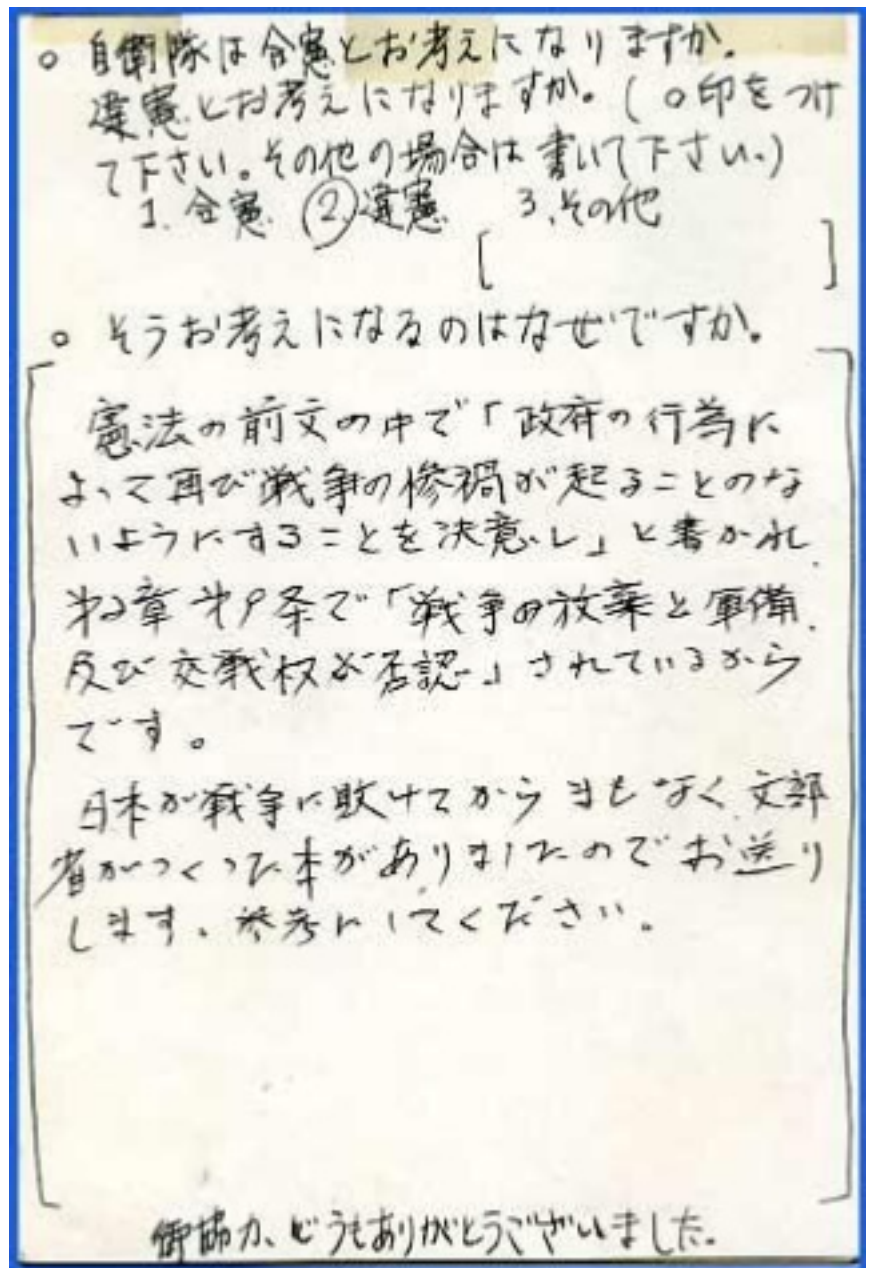 ○ 自衛隊は合憲とお考えになりますか。
違憲とお考えになりますか。(○印をつけ
て下さい。その他の場合は書いて下さい。)
1. 合憲 2. 違憲 3. その他
[ ]
○ そうお考えになるのはなぜですか。
憲法の前文の中で「政府の行為に
よって再び戦争の惨禍が起ることのな
いようにすることを決意し」と書かれ、
第2章第9条で「戦争の放棄と軍備、
反び交戦权が否認」されているから
です。
日本が戦争に敗けてからまもなく文部
省がつくった本がありましたのでお送り
します、参考にしてください。
御協力、どうもありがとうございました。